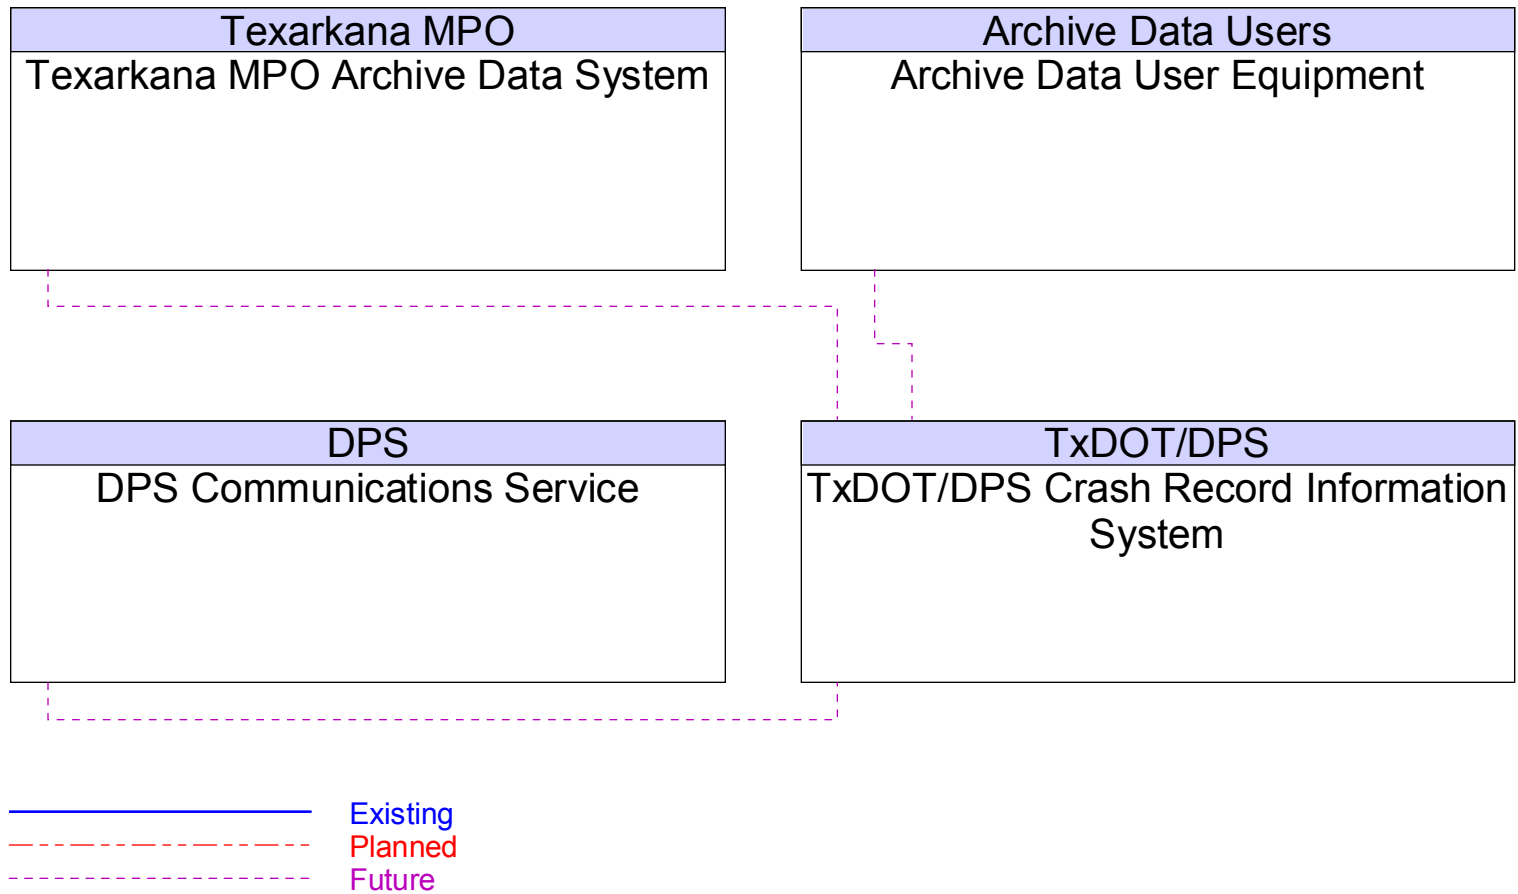 Texarkana MPO
Texarkana MPO Archive Data System
Archive Data Users
Archive Data User Equipment
DPS
DPS Communications Service
TxDOT/DPS
TxDOT/DPS Crash Record Information
System
Existing
Planned
Future